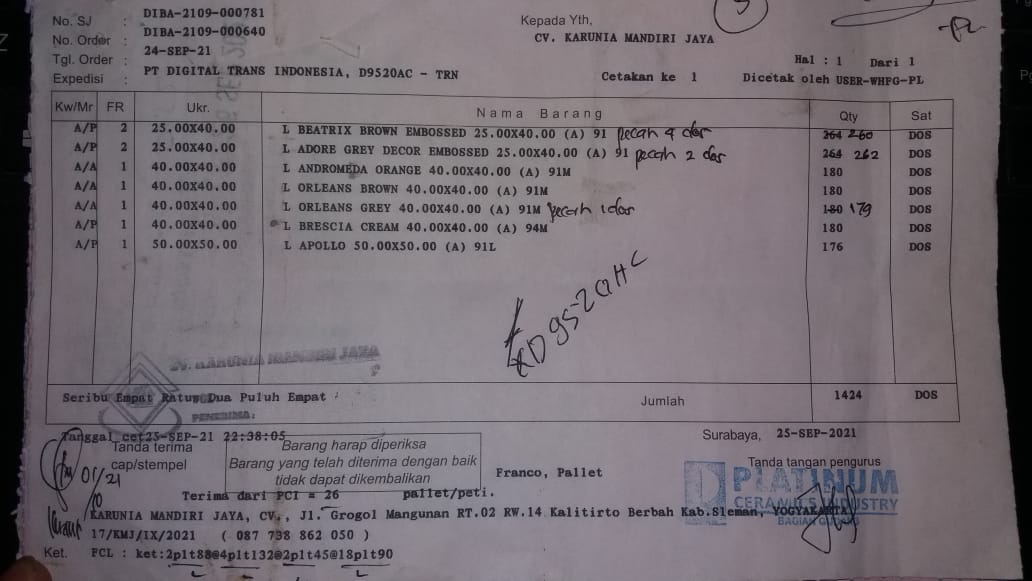 No. SJ : DIBA-2109-000781
No. Order : DIBA-2109-000640
Tgl. Order : 24-SEP-21
Expedisi : PT DIGITAL TRANS INDONESIA, D9520AC - TRN
Kepada Yth,
CV. KARUNIA MANDIRI JAYA
Hal : 1 Dari 1
Cetakan ke 1 Dicetak oleh USER-WHFG-PL
Kw/Mr FR Ukr. Nama Barang Qty Sat
A/P 2 25.00X40.00 L BEATRIX BROWN EMBOSSED 25.00X40.00 (A) 91 pecah 4 dos 264 260 DOS
A/P 2 25.00X40.00 L ADORE GREY DECOR EMBOSSED 25.00X40.00 (A) 91 pecah 2 dos 264 262 DOS
A/A 1 40.00X40.00 L ANDROMEDA ORANGE 40.00X40.00 (A) 91M 180 DOS
A/A 1 40.00X40.00 L ORLEANS BROWN 40.00X40.00 (A) 91M 180 DOS
A/A 1 40.00X40.00 L ORLEANS GREY 40.00X40.00 (A) 91M pecah 1 dos 180 179 DOS
A/P 1 40.00X40.00 L BRESCIA CREAM 40.00X40.00 (A) 94M 180 DOS
A/P 1 50.00X50.00 L APOLLO 50.00X50.00 (A) 91L 176 DOS
CV. KARUNIA MANDIRI JAYA
Seribu Empat Ratus Dua Puluh Empat Jumlah 1424 DOS
PENERIMA:
Tanggal cet25-SEP-21 22:38:05
Surabaya, 25-SEP-2021
Tanda terima
cap/stempel
Barang harap diperiksa
Barang yang telah diterima dengan baik
tidak dapat dikembalikan
Franco, Pallet
Tanda tangan pengurus
PLATINUM
CERAMICS INDUSTRY
01/21
10
Terima dari PCI = 26 pallet/peti.
KARUNIA MANDIRI JAYA, CV., Jl. Grogol Mangunan RT.02 RW.14 Kalitirto Berbah Kab.Sleman, YOGYAKARTA
17/KMJ/IX/2021 ( 087 738 862 050 )
Ket. FCL : ket:2plt88@4plt132@2plt45@18plt90